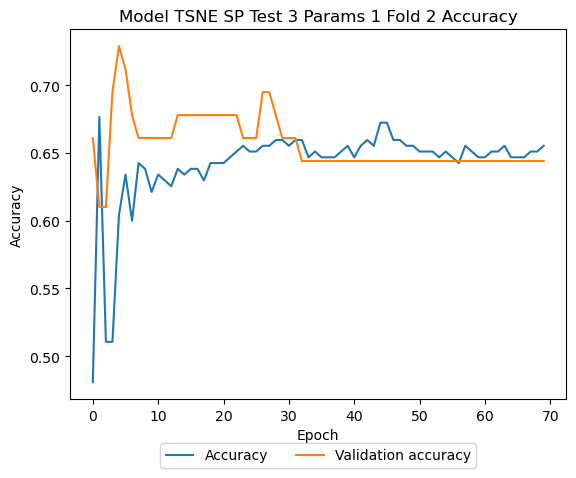 Model TSNE SP Test 3 Params 1 Fold 2 Accuracy
Accuracy
0.70
0.65
0.60
0.55
0.50
0 10 20 30 40 50 60 70
Epoch
Accuracy Validation accuracy